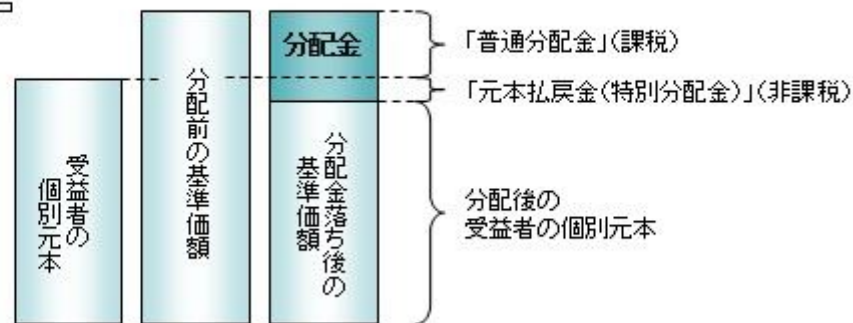 分配金
「普通分配金」(課税)
「元本払戻金(特別分配金)」(非課税)
受益者の
個別元本
分配前の基準価額
分配金落ち後の
基準価額
分配後の
受益者の個別元本